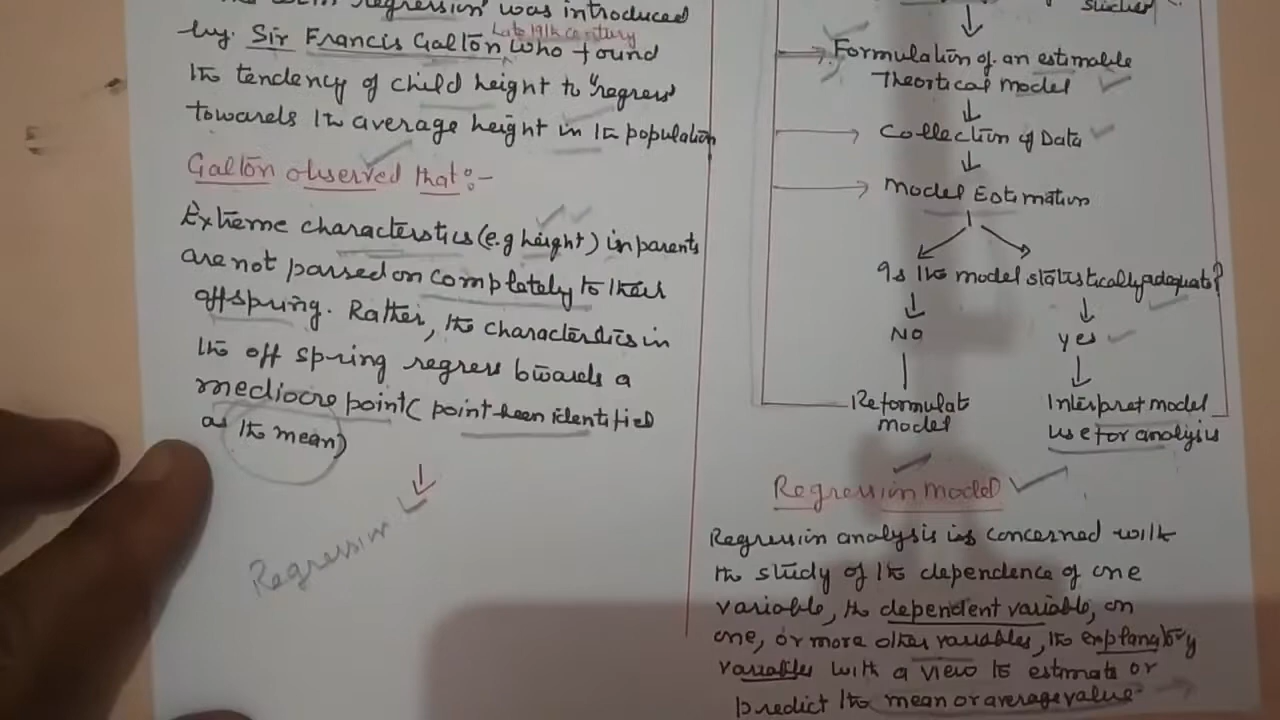 regression was introduced
Late 19th century
by Sir Francis Galton who found
the tendency of child height to "regress"
towards the average height in the population
Galton observed that:-
Extreme characterstics (e.g height) in parents
are not passed on completely to their
offspring. Rather, the characterstics in
the off spring regress towards a
mediocre point ( point been identified
as the mean)
Regression
Formulation of an estimable
Theortical model
Collection of Data
Model Estimation
Is the model statistically adequate?
NO
yes
Reformulate
model
Interpret model
use for analysis
Regression model
Regression analysis is concerned with
the study of the dependence of one
variable, the dependent variable, on
one, or more other variables, the explanatory
variables with a view to estimate or
predict the mean or average value